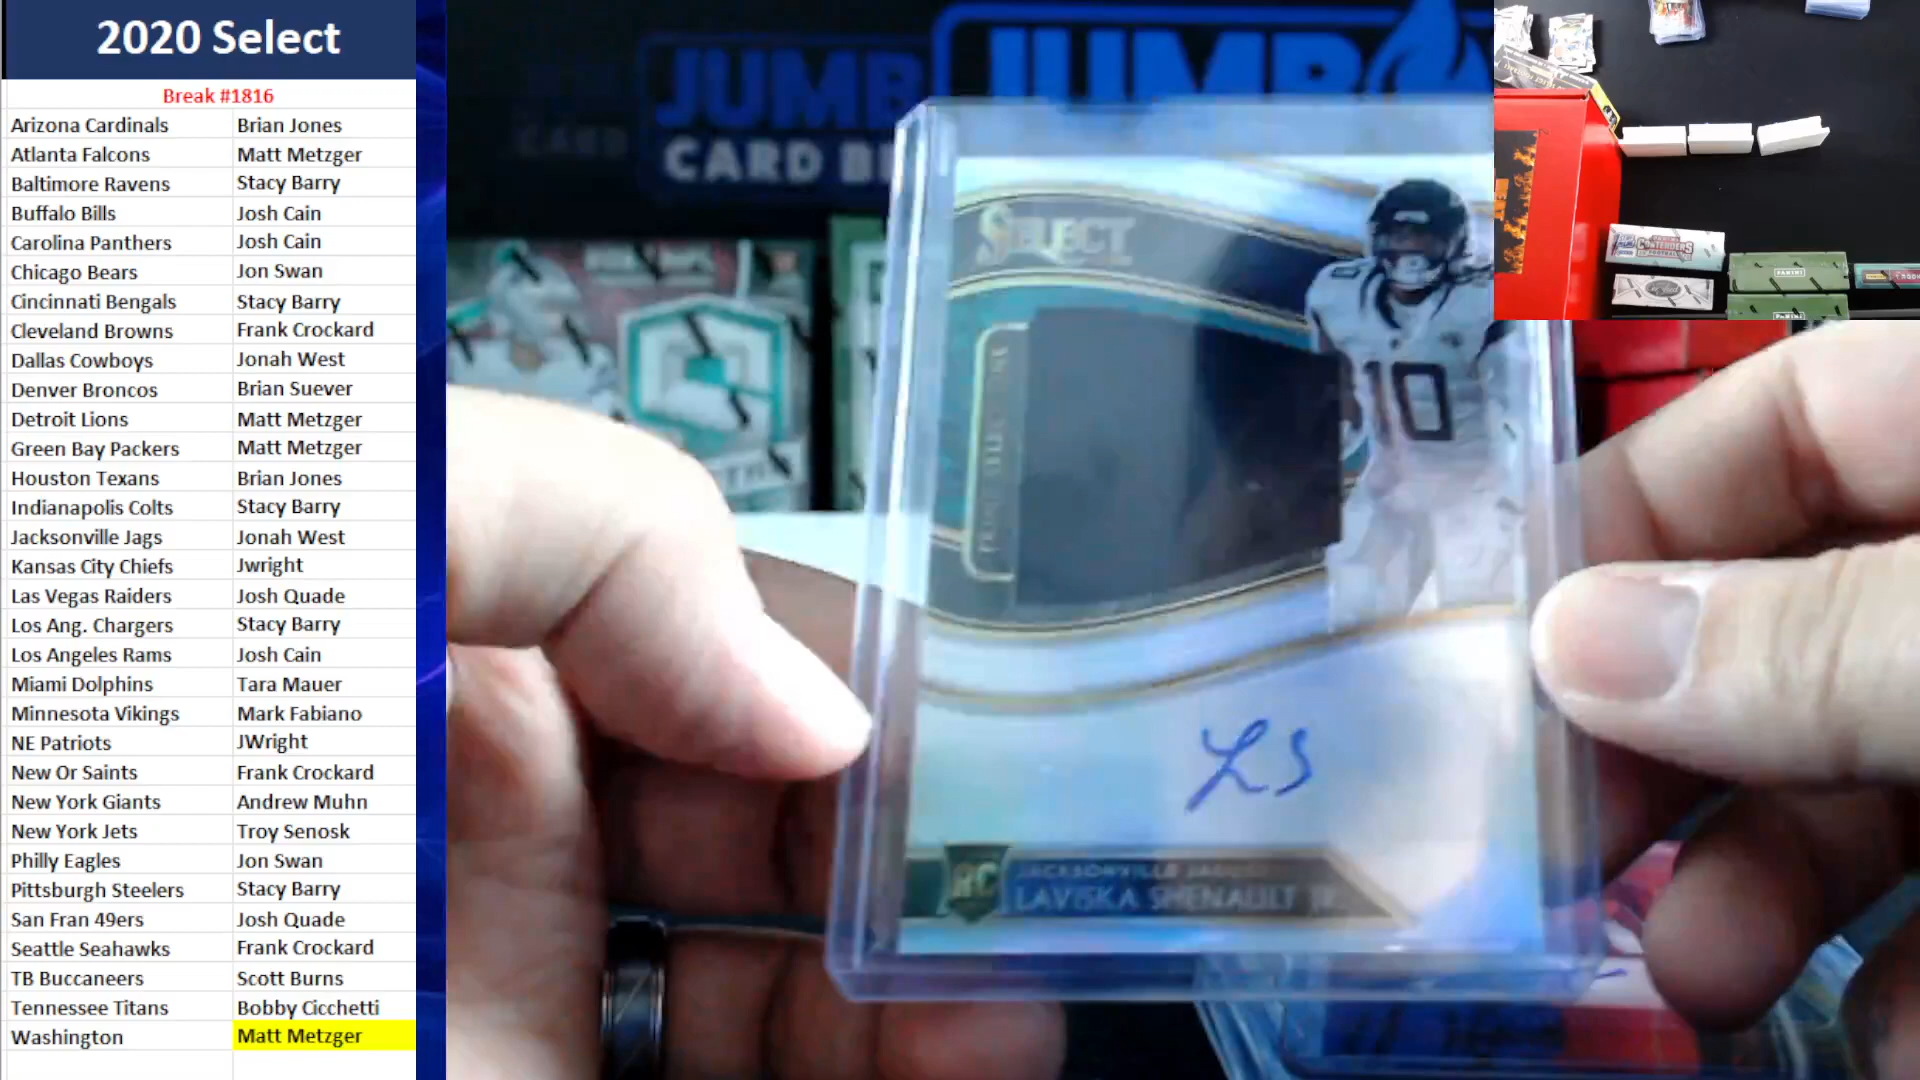 2020 Select
Break #1816
Arizona Cardinals Brian Jones
Atlanta Falcons Matt Metzger
Baltimore Ravens Stacy Barry
Buffalo Bills Josh Cain
Carolina Panthers Josh Cain
Chicago Bears Jon Swan
Cincinnati Bengals Stacy Barry
Cleveland Browns Frank Crockard
Dallas Cowboys Jonah West
Denver Broncos Brian Suever
Detroit Lions Matt Metzger
Green Bay Packers Matt Metzger
Houston Texans Brian Jones
Indianapolis Colts Stacy Barry
Jacksonville Jags Jonah West
Kansas City Chiefs Jwright
Las Vegas Raiders Josh Quade
Los Ang. Chargers Stacy Barry
Los Angeles Rams Josh Cain
Miami Dolphins Tara Mauer
Minnesota Vikings Mark Fabiano
NE Patriots JWright
New Or Saints Frank Crockard
New York Giants Andrew Muhn
New York Jets Troy Senosk
Philly Eagles Jon Swan
Pittsburgh Steelers Stacy Barry
San Fran 49ers Josh Quade
Seattle Seahawks Frank Crockard
TB Buccaneers Scott Burns
Tennessee Titans Bobby Cicchetti
Washington Matt Metzger
JUMB
CARD B
JUMB
SELECT
10
10
LS
RC
LAVISKA SHENAULT JR.
CONTENDERS
PANINI